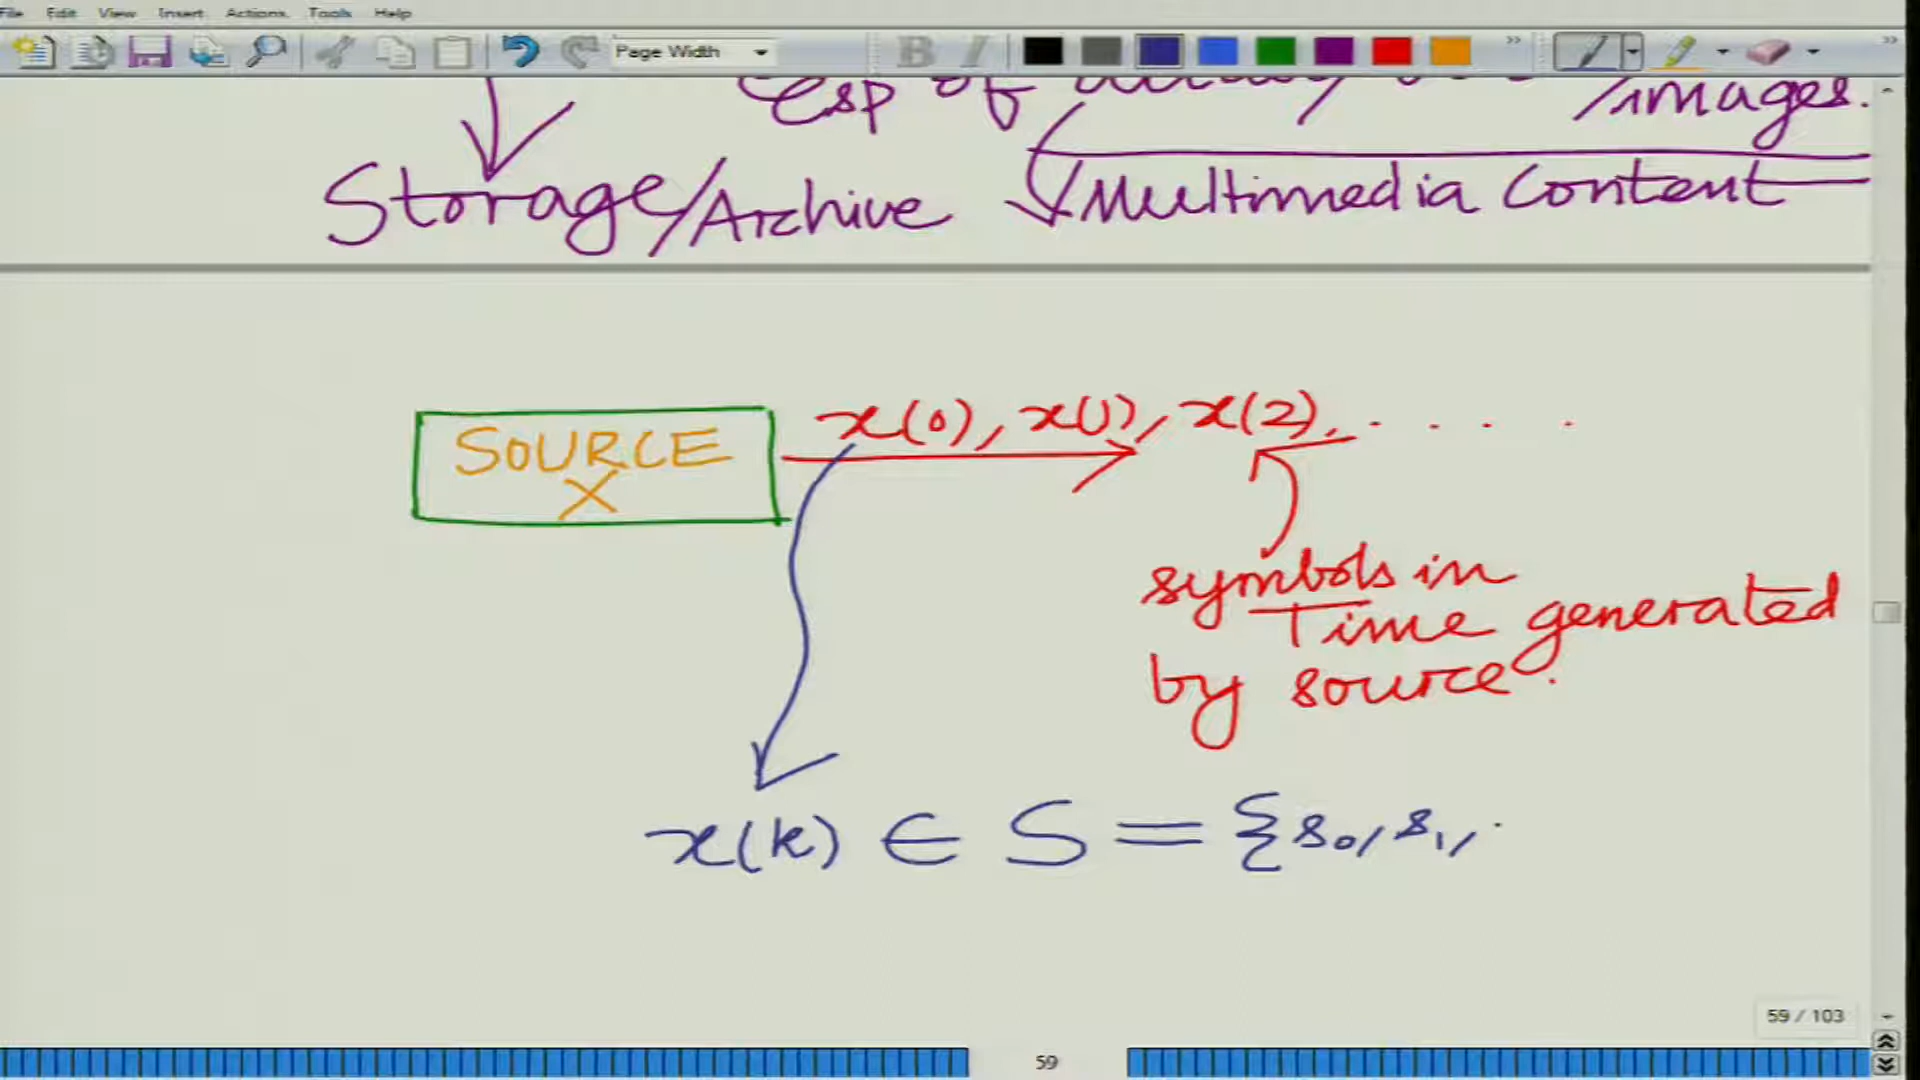 File Edit View Insert Actions Tools Help
Page Width
B I
Esp of /images.
Storage/Archive Multimedia Content
SOURCE
X
x(0), x(1), x(2), . . . .
symbols in
Time generated
by source.
x(k) ∈ S = {s₀, s₁, .
59 / 103
59